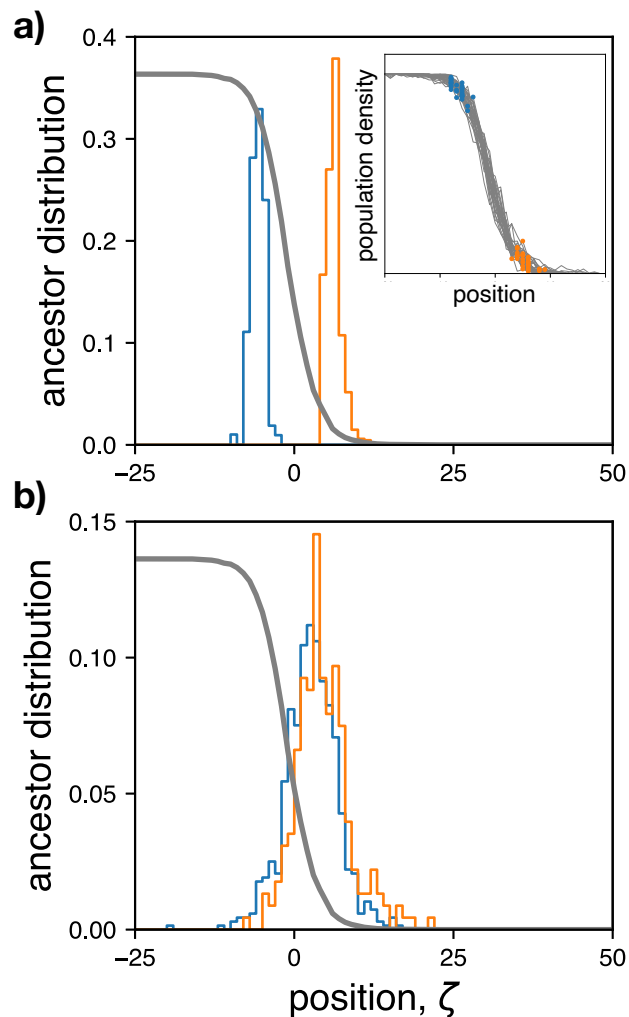 a)
ancestor distribution
0.4
0.3
0.2
0.1
0.0
-25
0
25
50
population density
position
b)
ancestor distribution
0.15
0.10
0.05
0.00
-25
0
25
50
position, ζ